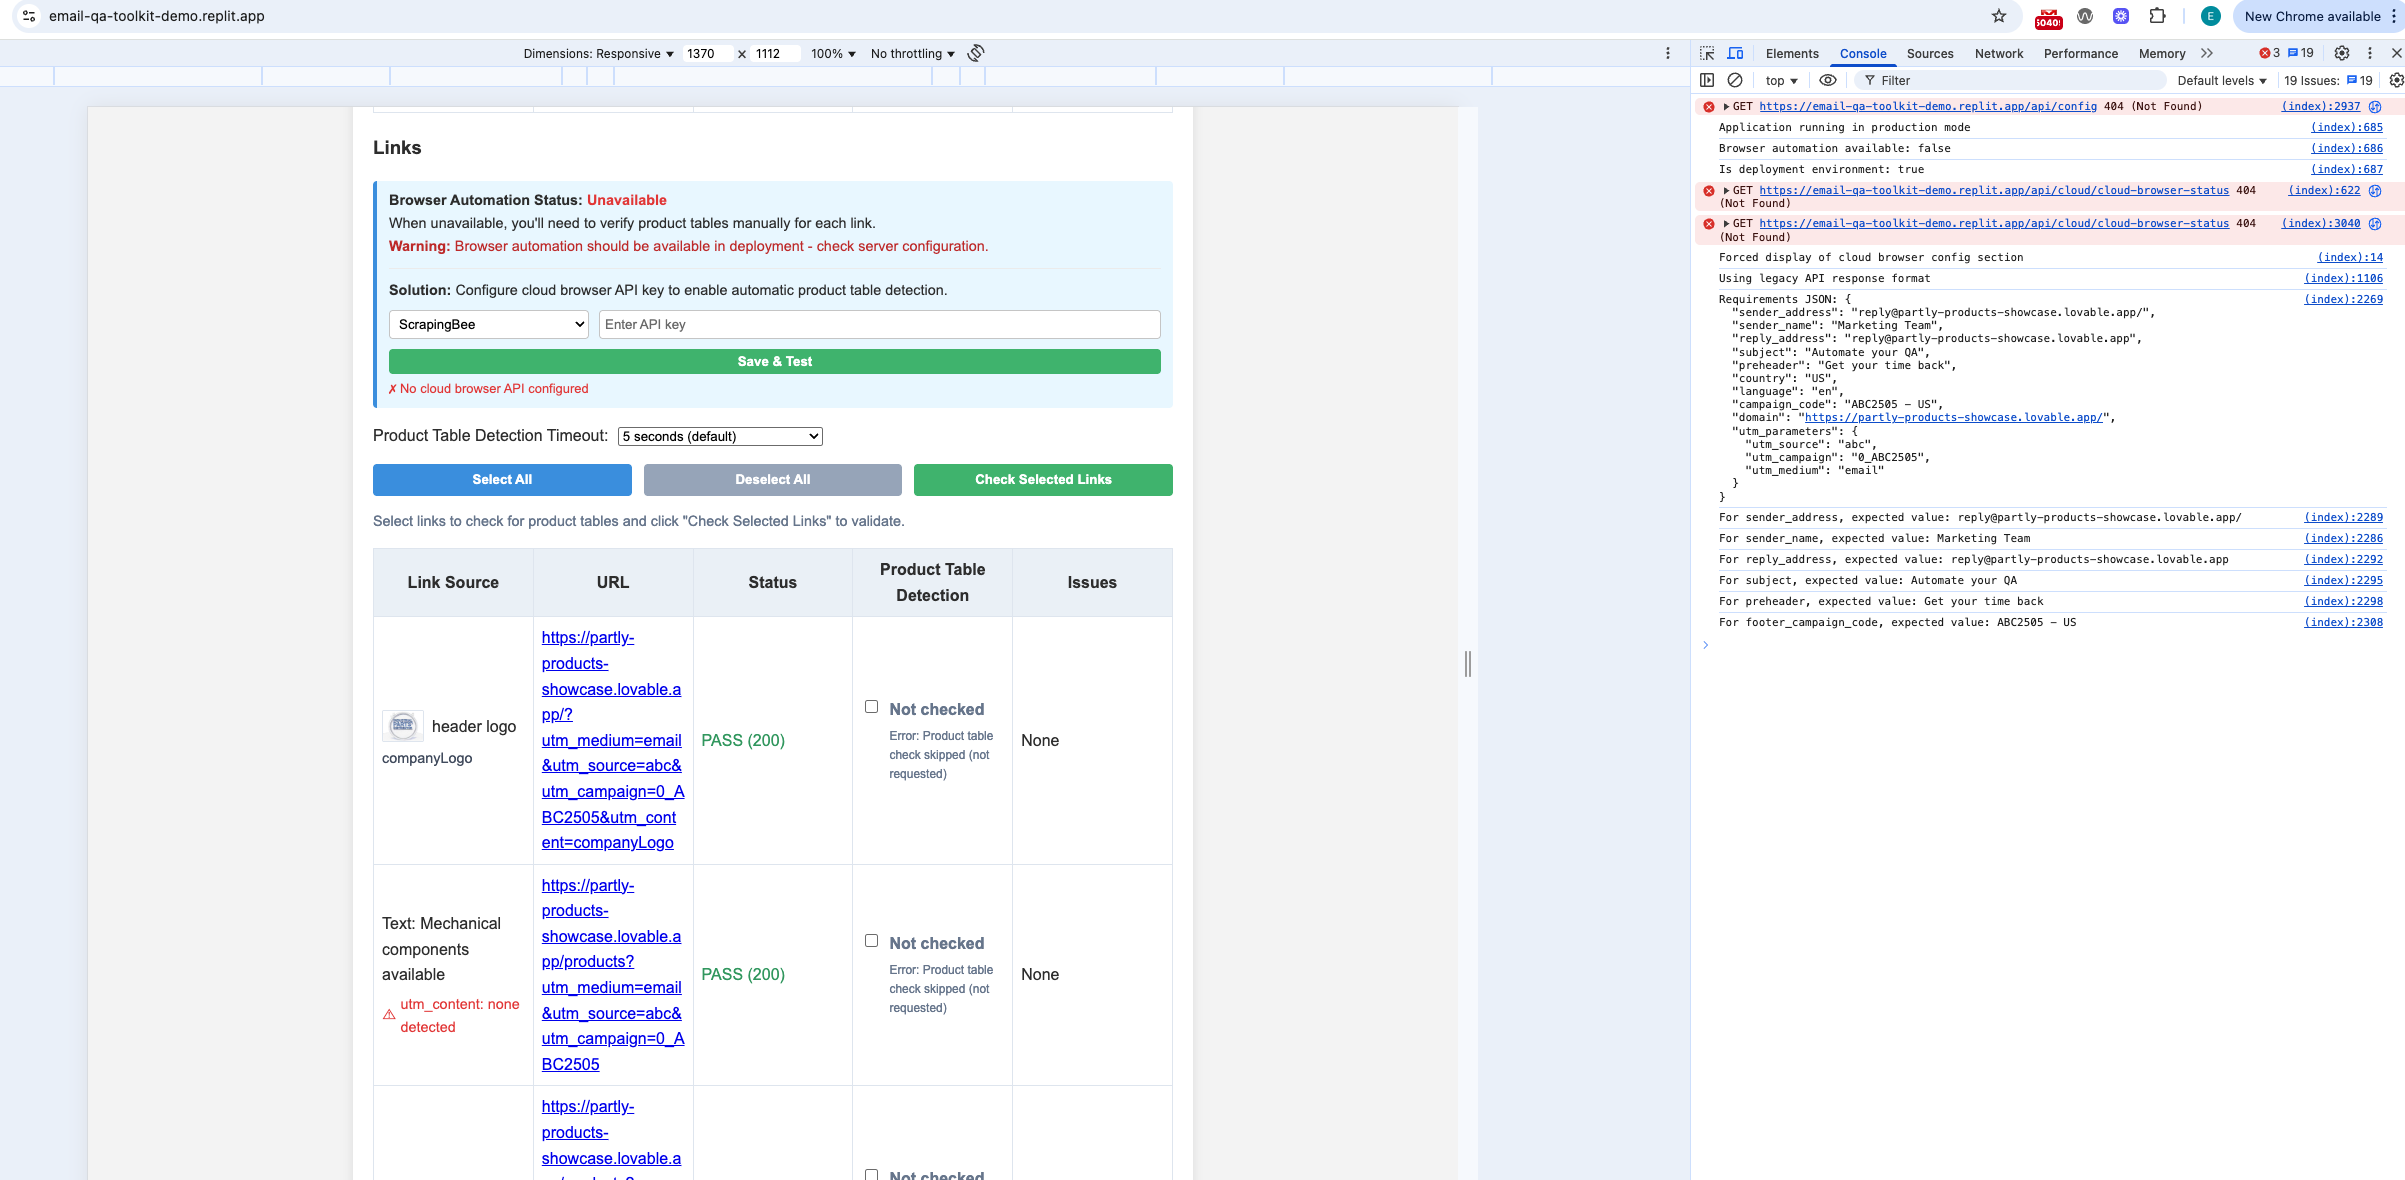 email-qa-toolkit-demo.replit.app
E
New Chrome available
Dimensions: Responsive
1370
x
1112
100%
No throttling
Links
Browser Automation Status: Unavailable
When unavailable, you'll need to verify product tables manually for each link.
Warning: Browser automation should be available in deployment - check server configuration.
Solution: Configure cloud browser API key to enable automatic product table detection.
ScrapingBee
Enter API key
Save & Test
✗ No cloud browser API configured
Product Table Detection Timeout: 5 seconds (default)
Select All
Deselect All
Check Selected Links
Select links to check for product tables and click "Check Selected Links" to validate.
Link Source
URL
Status
Product Table
Detection
Issues
header logo
companyLogo
https://partly-
products-
showcase.lovable.a
pp/?
utm_medium=email
&utm_source=abc&
utm_campaign=0_A
BC2505&utm_cont
ent=companyLogo
PASS (200)
Not checked
Error: Product table
check skipped (not
requested)
None
Text: Mechanical
components
available
⚠ utm_content: none
detected
https://partly-
products-
showcase.lovable.a
pp/products?
utm_medium=email
&utm_source=abc&
utm_campaign=0_A
BC2505
PASS (200)
Not checked
Error: Product table
check skipped (not
requested)
None
https://partly-
products-
showcase.lovable.a
Not checked
Elements
Console
Sources
Network
Performance
Memory
3
19
top
Filter
Default levels
19 Issues:
19
GET https://email-qa-toolkit-demo.replit.app/api/config 404 (Not Found) (index):2937
Application running in production mode (index):685
Browser automation available: false (index):686
Is deployment environment: true (index):687
GET https://email-qa-toolkit-demo.replit.app/api/cloud/cloud-browser-status 404 (index):622
(Not Found)
GET https://email-qa-toolkit-demo.replit.app/api/cloud/cloud-browser-status 404 (index):3040
(Not Found)
Forced display of cloud browser config section (index):14
Using legacy API response format (index):1106
Requirements JSON: { (index):2269
"sender_address": "reply@partly-products-showcase.lovable.app/",
"sender_name": "Marketing Team",
"reply_address": "reply@partly-products-showcase.lovable.app",
"subject": "Automate your QA",
"preheader": "Get your time back",
"country": "US",
"language": "en",
"campaign_code": "ABC2505 – US",
"domain": "https://partly-products-showcase.lovable.app/",
"utm_parameters": {
"utm_source": "abc",
"utm_campaign": "0_ABC2505",
"utm_medium": "email"
}
}
For sender_address, expected value: reply@partly-products-showcase.lovable.app/ (index):2289
For sender_name, expected value: Marketing Team (index):2286
For reply_address, expected value: reply@partly-products-showcase.lovable.app (index):2292
For subject, expected value: Automate your QA (index):2295
For preheader, expected value: Get your time back (index):2298
For footer_campaign_code, expected value: ABC2505 – US (index):2308